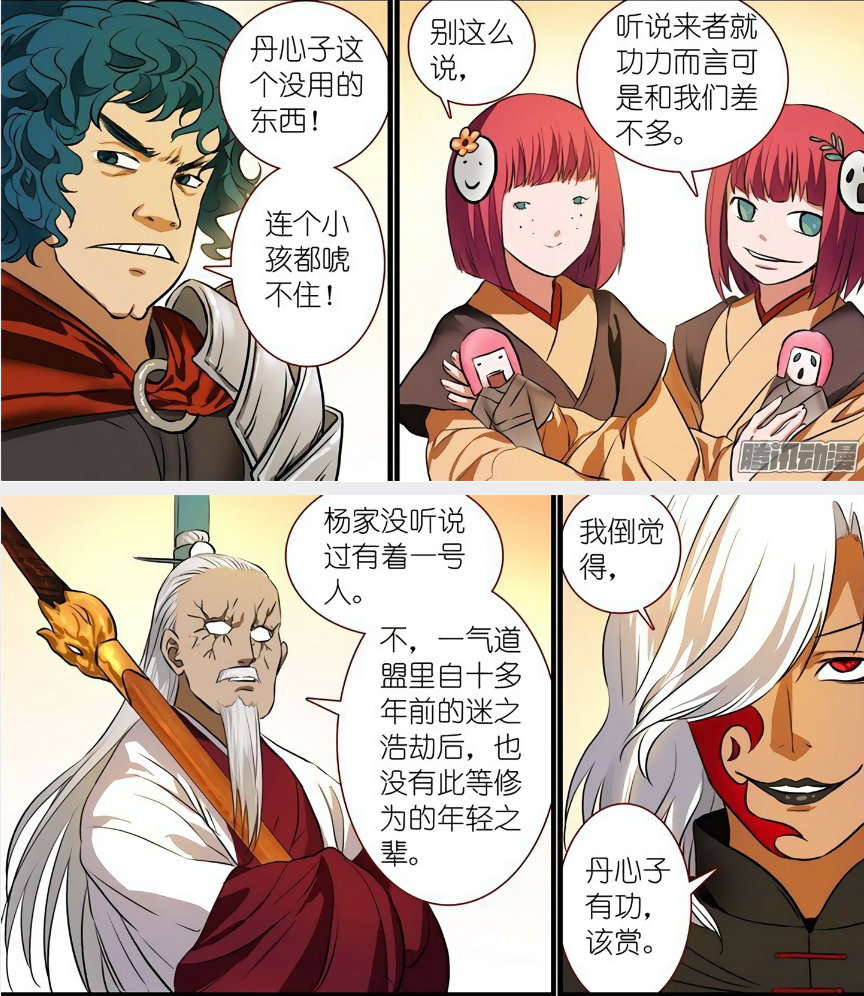 丹心子这
个没用的
东西！
连个小
孩都唬
不住！
别这么
说，
听说来者就
功力而言可
是和我们差
不多。
腾讯动漫
杨家没听说
过有着一号
人。
不，一气道
盟里自十多
年前的迷之
浩劫后，也
没有此等修
为的年轻之
辈。
我倒觉
得，
丹心子
有功，
该赏。